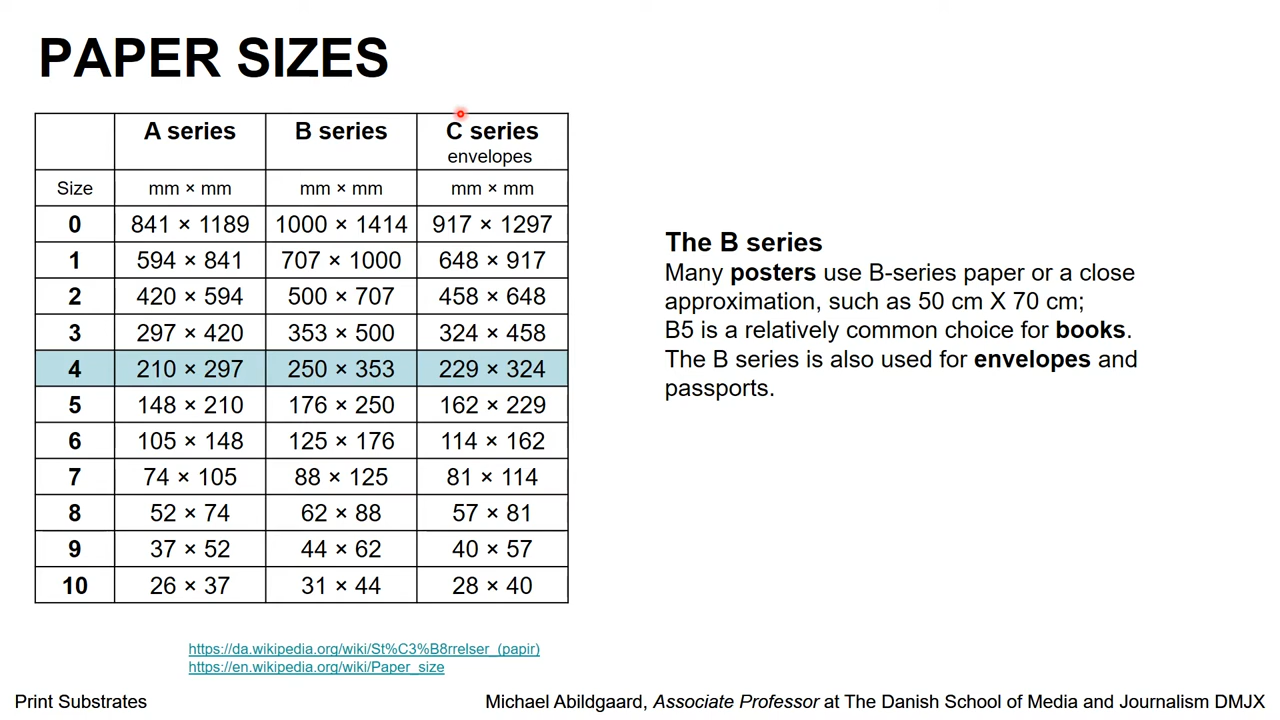 PAPER SIZES
A series B series C series
envelopes
Size mm × mm mm × mm mm × mm
0 841 × 1189 1000 × 1414 917 × 1297
1 594 × 841 707 × 1000 648 × 917
2 420 × 594 500 × 707 458 × 648
3 297 × 420 353 × 500 324 × 458
4 210 × 297 250 × 353 229 × 324
5 148 × 210 176 × 250 162 × 229
6 105 × 148 125 × 176 114 × 162
7 74 × 105 88 × 125 81 × 114
8 52 × 74 62 × 88 57 × 81
9 37 × 52 44 × 62 40 × 57
10 26 × 37 31 × 44 28 × 40
The B series
Many posters use B-series paper or a close
approximation, such as 50 cm X 70 cm;
B5 is a relatively common choice for books.
The B series is also used for envelopes and
passports.
https://da.wikipedia.org/wiki/St%C3%B8rrelser_(papir)
https://en.wikipedia.org/wiki/Paper_size
Print Substrates
Michael Abildgaard, Associate Professor at The Danish School of Media and Journalism DMJX